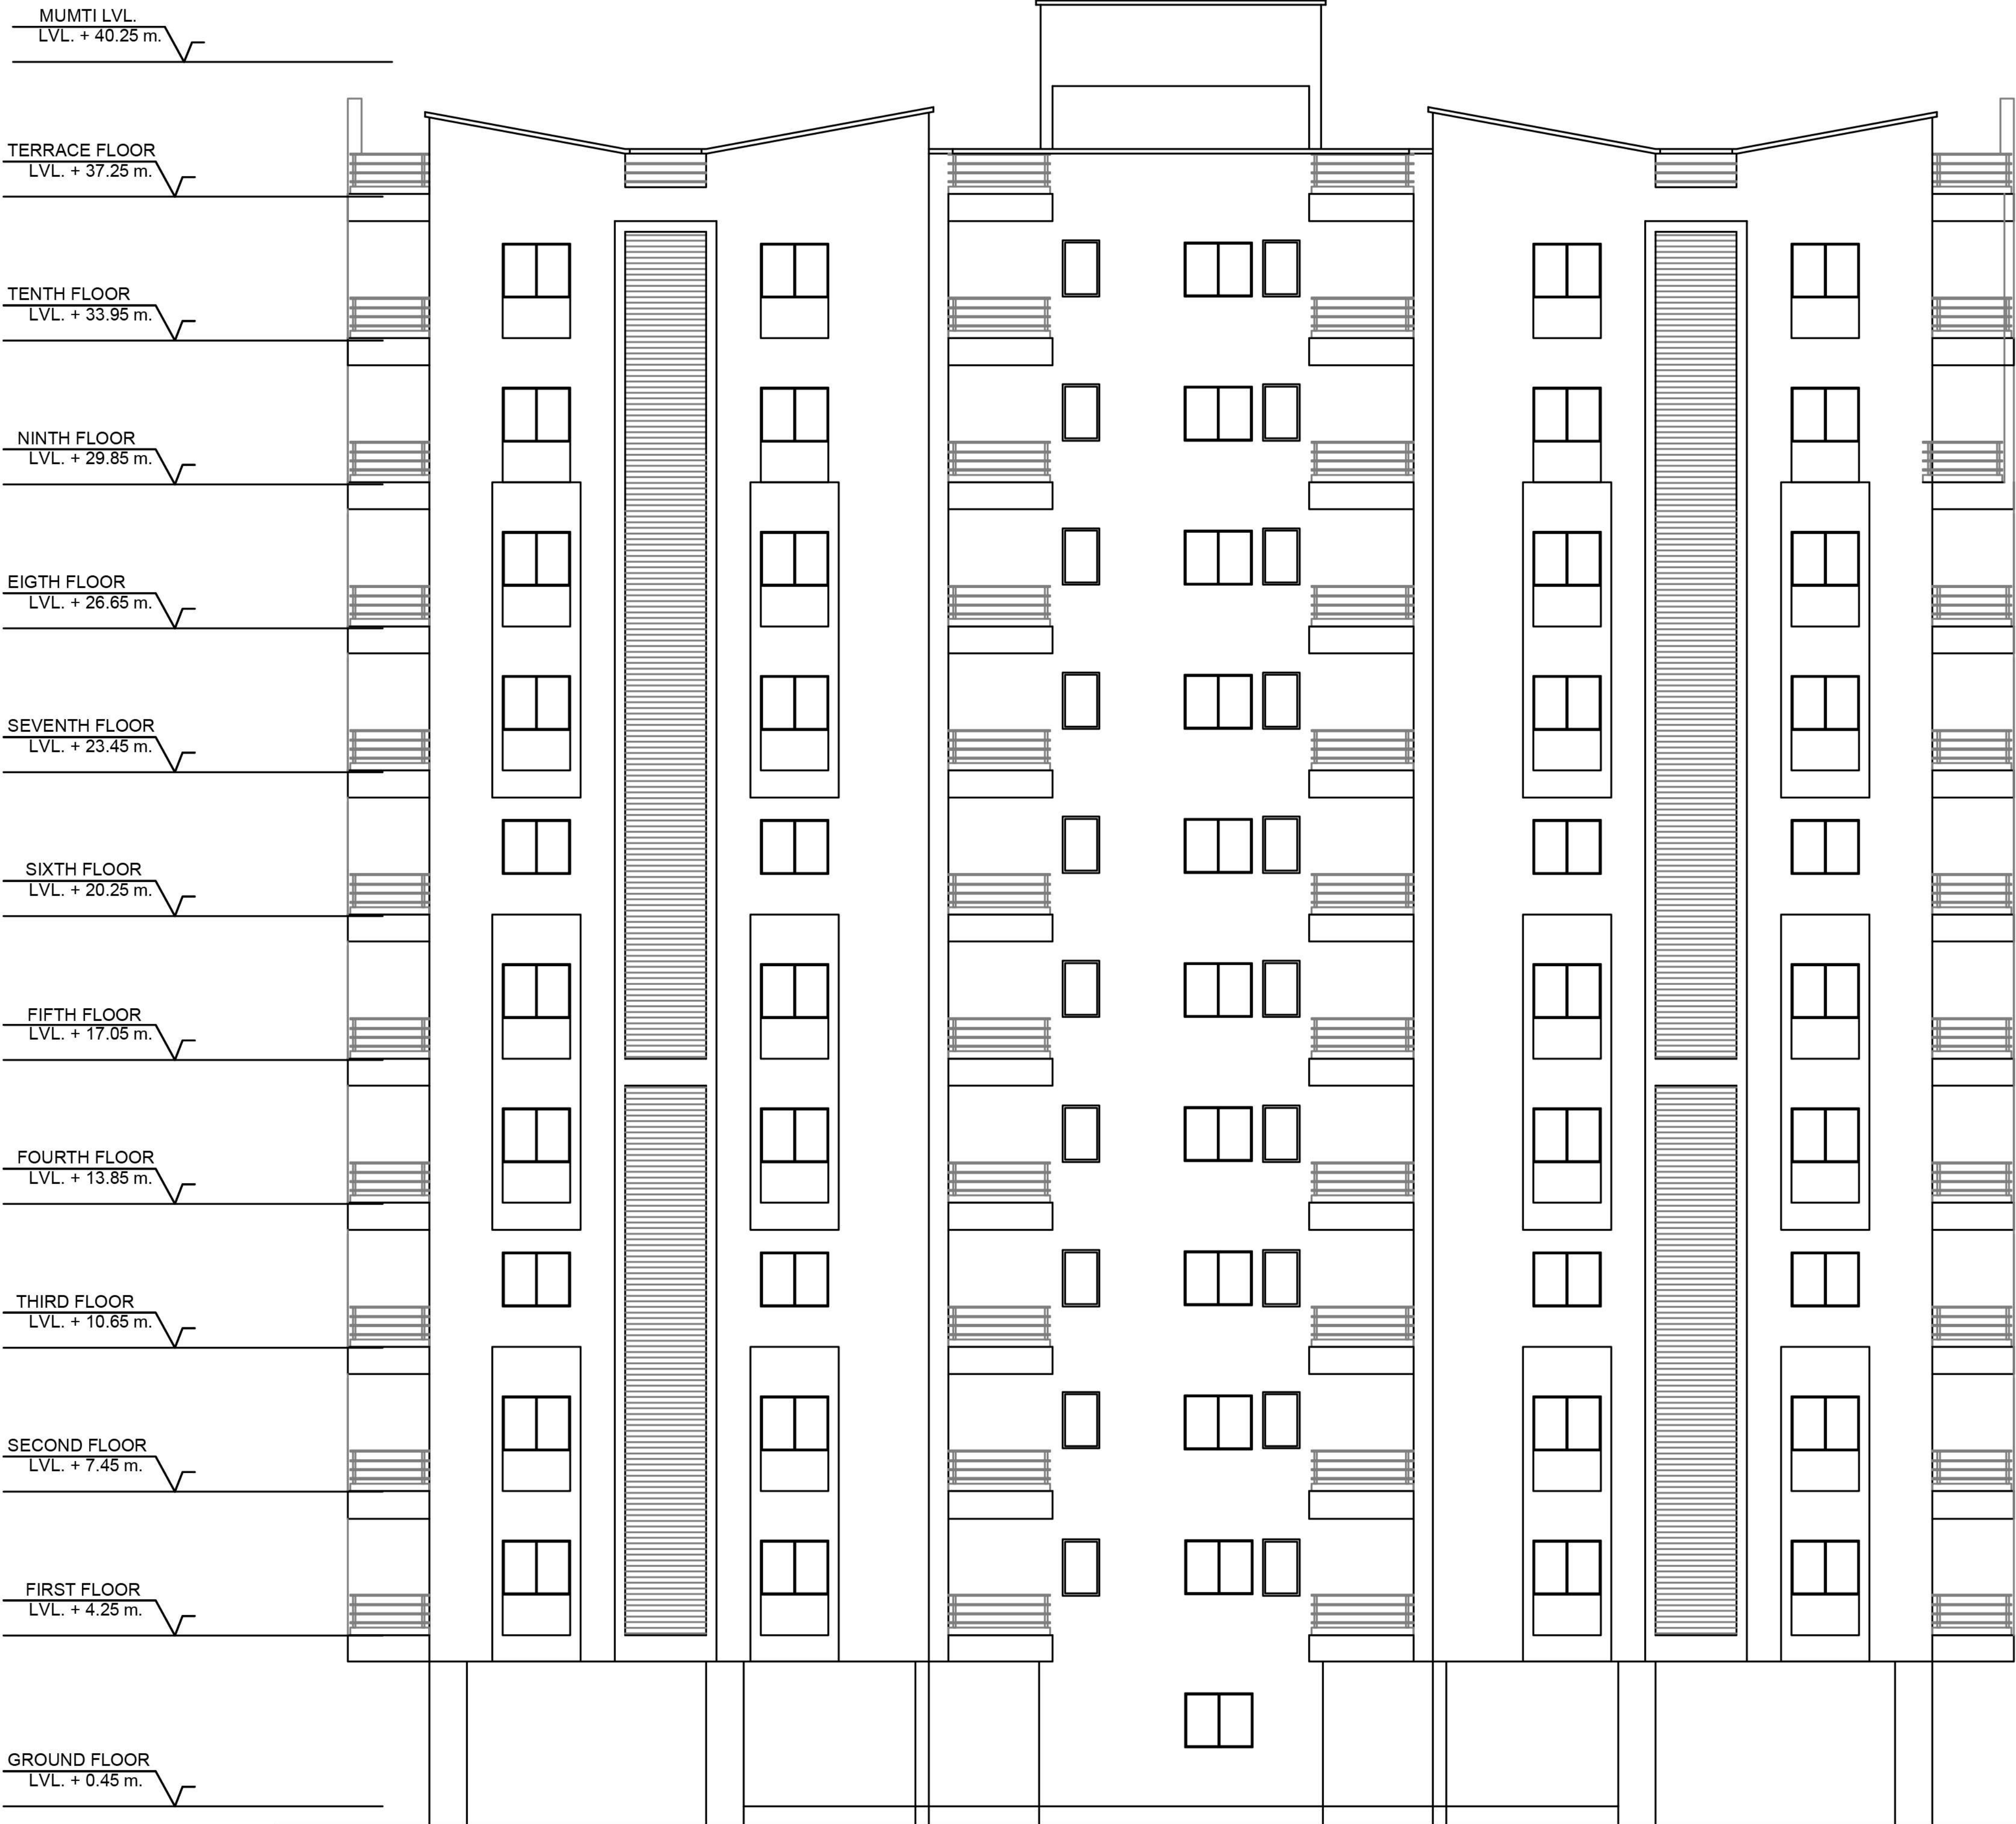 MUMTI LVL.
LVL. + 40.25 m.
TERRACE FLOOR
LVL. + 37.25 m.
TENTH FLOOR
LVL. + 33.95 m.
NINTH FLOOR
LVL. + 29.85 m.
EIGTH FLOOR
LVL. + 26.65 m.
SEVENTH FLOOR
LVL. + 23.45 m.
SIXTH FLOOR
LVL. + 20.25 m.
FIFTH FLOOR
LVL. + 17.05 m.
FOURTH FLOOR
LVL. + 13.85 m.
THIRD FLOOR
LVL. + 10.65 m.
SECOND FLOOR
LVL. + 7.45 m.
FIRST FLOOR
LVL. + 4.25 m.
GROUND FLOOR
LVL. + 0.45 m.